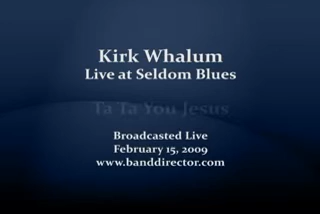 Kirk Whalum
Live at Seldom Blues
Ta Ta You Jesus
Broadcasted Live
February 15, 2009
www.banddirector.com